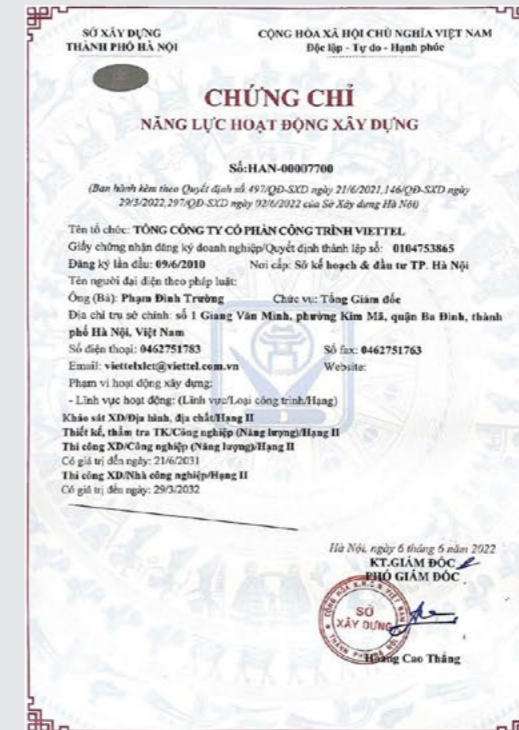 SỞ XÂY DỰNG
THÀNH PHỐ HÀ NỘI
CỘNG HÒA XÃ HỘI CHỦ NGHĨA VIỆT NAM
Độc lập - Tự do - Hạnh phúc
CHỨNG CHỈ
NĂNG LỰC HOẠT ĐỘNG XÂY DỰNG
Số:HAN-00007700
(Ban hành kèm theo Quyết định số 497/QĐ-SXD ngày 21/6/2021,146/QĐ-SXD ngày
29/3/2022,297/QĐ-SXD ngày 02/6/2022 của Sở Xây dựng Hà Nội)
Tên tổ chức: TỔNG CÔNG TY CỔ PHẦN CÔNG TRÌNH VIETTEL
Giấy chứng nhận đăng ký doanh nghiệp/Quyết định thành lập số: 0104753865
Đăng ký lần đầu: 09/6/2010 Nơi cấp: Sở kế hoạch & đầu tư TP. Hà Nội
Tên người đại diện theo pháp luật:
Ông (Bà): Phạm Đình Trường Chức vụ: Tổng Giám đốc
Địa chỉ trụ sở chính: số 1 Giang Văn Minh, phường Kim Mã, quận Ba Đình, thành
phố Hà Nội, Việt Nam
Số điện thoại: 0462751783 Số fax: 0462751763
Email: viettelxlct@viettel.com.vn Website:
Phạm vi hoạt động xây dựng:
- Lĩnh vực hoạt động: (Lĩnh vực/Loại công trình/Hạng)
Khảo sát XD/Địa hình, địa chất/Hạng II
Thiết kế, thẩm tra TK/Công nghiệp (Năng lượng)/Hạng II
Thi công XD/Công nghiệp (Năng lượng)/Hạng II
Có giá trị đến ngày: 21/6/2031
Thi công XD/Nhà công nghiệp/Hạng II
Có giá trị đến ngày: 29/3/2032
Hà Nội, ngày 6 tháng 6 năm 2022
KT.GIÁM ĐỐC
PHÓ GIÁM ĐỐC
SỞ
XÂY DỰNG
Hoàng Cao Thắng